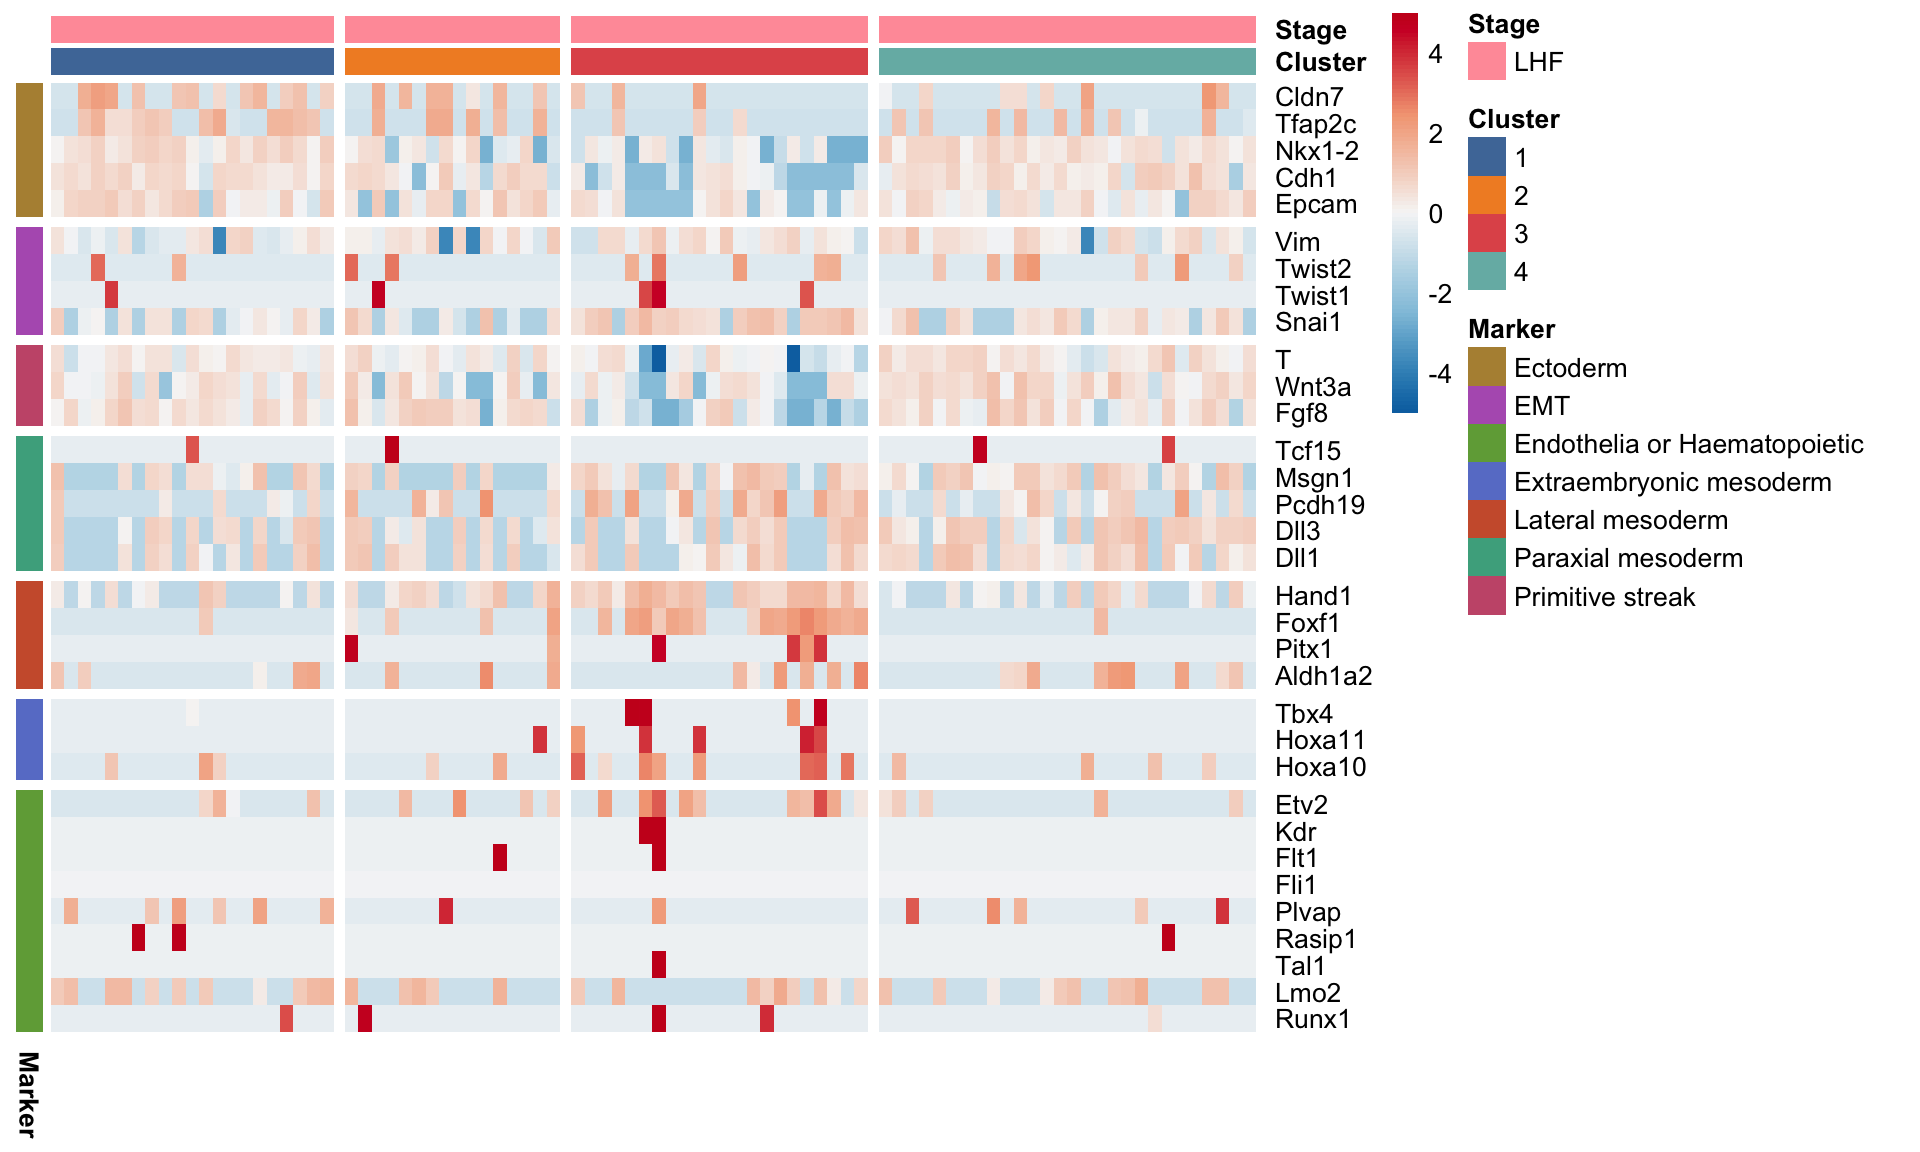 Stage
Cluster
Cldn7
Tfap2c
Nkx1-2
Cdh1
Epcam
Vim
Twist2
Twist1
Snai1
T
Wnt3a
Fgf8
Tcf15
Msgn1
Pcdh19
Dll3
Dll1
Hand1
Foxf1
Pitx1
Aldh1a2
Tbx4
Hoxa11
Hoxa10
Etv2
Kdr
Flt1
Fli1
Plvap
Rasip1
Tal1
Lmo2
Runx1
Marker
4
2
0
-2
-4
Stage
LHF
Cluster
1
2
3
4
Marker
Ectoderm
EMT
Endothelia or Haematopoietic
Extraembryonic mesoderm
Lateral mesoderm
Paraxial mesoderm
Primitive streak